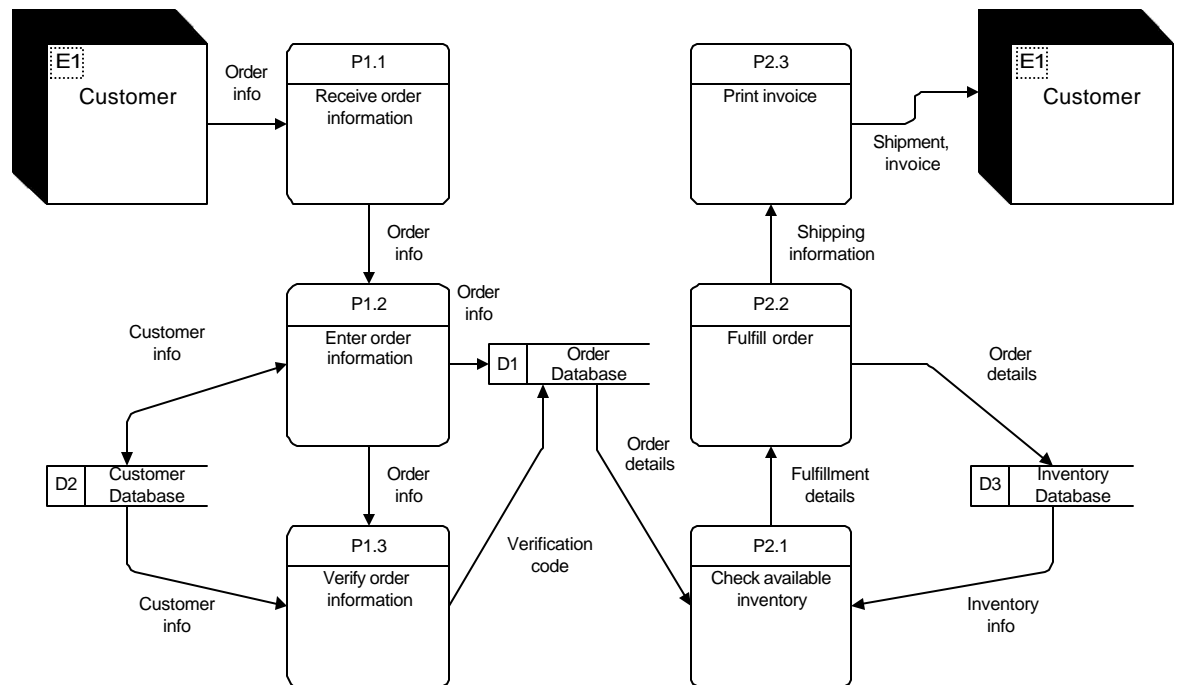 E1
Customer
Order
info
P1.1
Receive order
information
P2.3
Print invoice
Shipment,
invoice
E1
Customer
Order
info
Shipping
information
Customer
info
P1.2
Enter order
information
Order
info
D1
Order
Database
P2.2
Fulfill order
Order
details
D2
Customer
Database
Order
info
Order
details
Fulfillment
details
D3
Inventory
Database
Customer
info
P1.3
Verify order
information
Verification
code
P2.1
Check available
inventory
Inventory
info